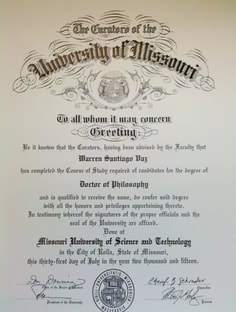 The Curators of the
University of Missouri
To all whom it may concern
Greeting
Be it known that the Curators, having been advised by the Faculty that
Warren Santiago Vaz
has completed the Course of Study required of candidates for the degree of
Doctor of Philosophy
and is qualified to receive the same, do confer said degree
with all the honors and privileges appertaining thereto.
In testimony whereof the signatures of the proper officials and the
seal of the University are affixed.
Done at
Missouri University of Science and Technology
in the City of Rolla, State of Missouri,
this thirty-first day of July in the year two thousand and fifteen.
President of the University